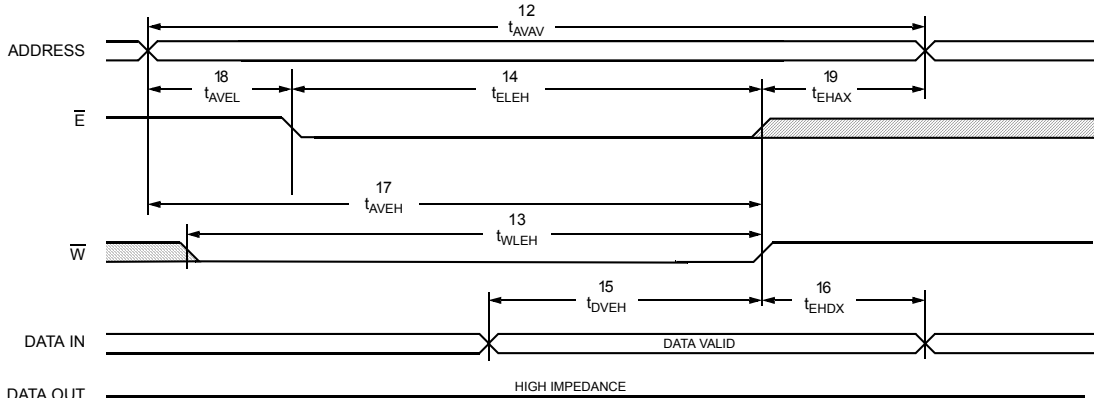 12
tAVAV
ADDRESS
18
tAVEL
14
tELEH
19
tEHAX
E
17
tAVEH
13
tWLEH
W
15
tDVEH
16
tEHDX
DATA IN
DATA VALID
HIGH IMPEDANCE
DATA OUT